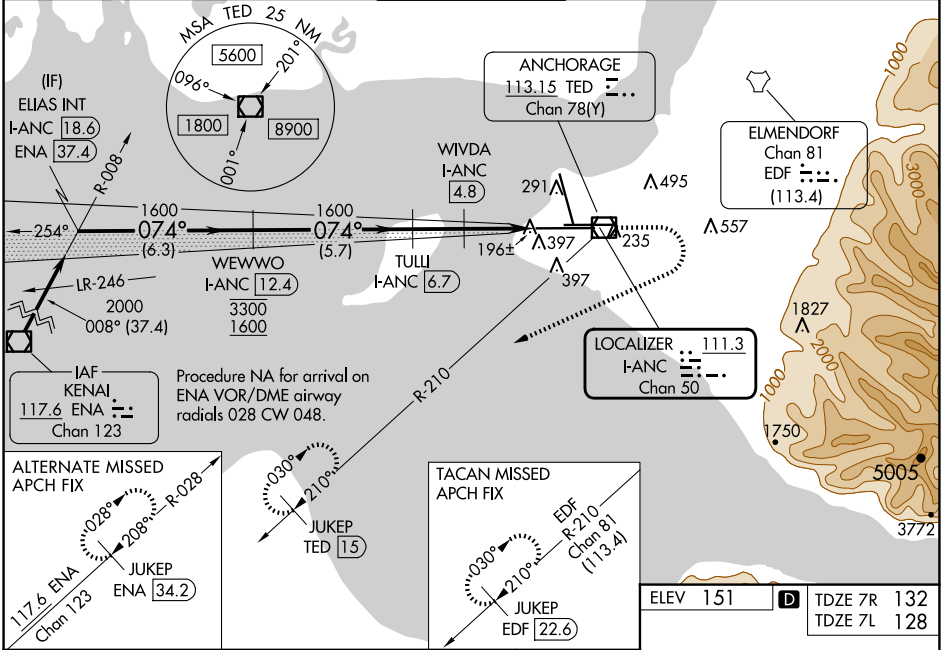 MSA TED 25 NM
5600
096°
201°
1800
8900
001°
(IF)
ELIAS INT
I-ANC 18.6
ENA 37.4
R-008
ANCHORAGE
113.15 TED
Chan 78(Y)
ELMENDORF
Chan 81
EDF
(113.4)
1000
3000
WIVDA
I-ANC
4.8
291
495
557
254°
1600
074°
(6.3)
1600
074°
(5.7)
196±
397
235
397
WEWWO
I-ANC 12.4
3300
1600
TULLI
I-ANC 6.7
LR-246
2000
008° (37.4)
IAF
KENAI
117.6 ENA
Chan 123
Procedure NA for arrival on
ENA VOR/DME airway
radials 028 CW 048.
R-210
LOCALIZER 111.3
I-ANC
Chan 50
1827
2000
1000
1750
5005
3772
ALTERNATE MISSED
APCH FIX
028°
208°
R-028
JUKEP
ENA 34.2
117.6 ENA
Chan 123
030°
210°
JUKEP
TED 15
TACAN MISSED
APCH FIX
EDF
R-210
Chan 81
(113.4)
030°
210°
JUKEP
EDF 22.6
ELEV 151
D
TDZE 7R 132
TDZE 7L 128